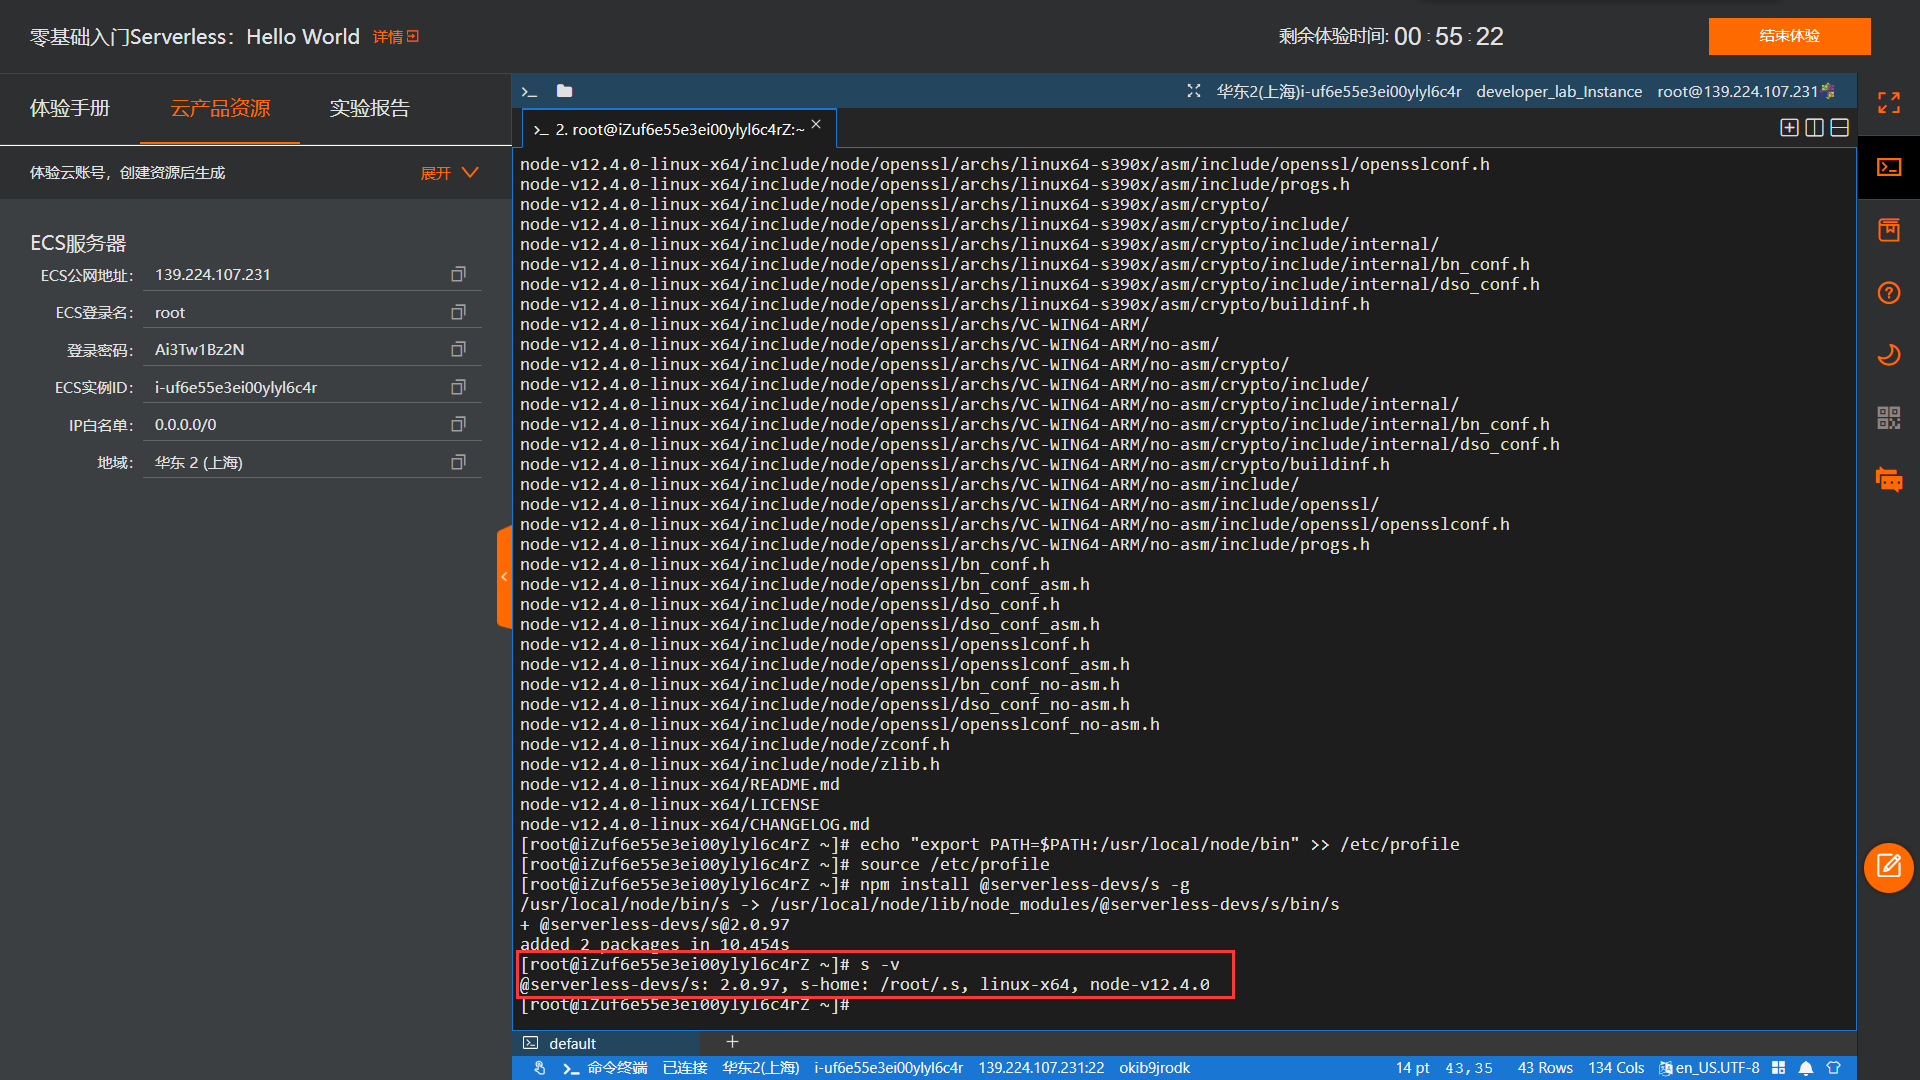 零基础入门Serverless：Hello World 详情
剩余体验时间: 00 : 55 : 22
结束体验
体验手册 云产品资源 实验报告
体验云账号，创建资源后生成 展开
ECS服务器
ECS公网地址： 139.224.107.231
ECS登录名： root
登录密码： Ai3Tw1Bz2N
ECS实例ID： i-uf6e55e3ei00ylyl6c4r
IP白名单： 0.0.0.0/0
地域： 华东 2 (上海)
华东2(上海)i-uf6e55e3ei00ylyl6c4r developer_lab_Instance root@139.224.107.231
2. root@iZuf6e55e3ei00ylyl6c4rZ:~
node-v12.4.0-linux-x64/include/node/openssl/archs/linux64-s390x/asm/include/openssl/opensslconf.h
node-v12.4.0-linux-x64/include/node/openssl/archs/linux64-s390x/asm/include/progs.h
node-v12.4.0-linux-x64/include/node/openssl/archs/linux64-s390x/asm/crypto/
node-v12.4.0-linux-x64/include/node/openssl/archs/linux64-s390x/asm/crypto/include/
node-v12.4.0-linux-x64/include/node/openssl/archs/linux64-s390x/asm/crypto/include/internal/
node-v12.4.0-linux-x64/include/node/openssl/archs/linux64-s390x/asm/crypto/include/internal/bn_conf.h
node-v12.4.0-linux-x64/include/node/openssl/archs/linux64-s390x/asm/crypto/include/internal/dso_conf.h
node-v12.4.0-linux-x64/include/node/openssl/archs/linux64-s390x/asm/crypto/buildinf.h
node-v12.4.0-linux-x64/include/node/openssl/archs/VC-WIN64-ARM/
node-v12.4.0-linux-x64/include/node/openssl/archs/VC-WIN64-ARM/no-asm/
node-v12.4.0-linux-x64/include/node/openssl/archs/VC-WIN64-ARM/no-asm/crypto/
node-v12.4.0-linux-x64/include/node/openssl/archs/VC-WIN64-ARM/no-asm/crypto/include/
node-v12.4.0-linux-x64/include/node/openssl/archs/VC-WIN64-ARM/no-asm/crypto/include/internal/
node-v12.4.0-linux-x64/include/node/openssl/archs/VC-WIN64-ARM/no-asm/crypto/include/internal/bn_conf.h
node-v12.4.0-linux-x64/include/node/openssl/archs/VC-WIN64-ARM/no-asm/crypto/include/internal/dso_conf.h
node-v12.4.0-linux-x64/include/node/openssl/archs/VC-WIN64-ARM/no-asm/crypto/buildinf.h
node-v12.4.0-linux-x64/include/node/openssl/archs/VC-WIN64-ARM/no-asm/include/
node-v12.4.0-linux-x64/include/node/openssl/archs/VC-WIN64-ARM/no-asm/include/openssl/
node-v12.4.0-linux-x64/include/node/openssl/archs/VC-WIN64-ARM/no-asm/include/openssl/opensslconf.h
node-v12.4.0-linux-x64/include/node/openssl/archs/VC-WIN64-ARM/no-asm/include/progs.h
node-v12.4.0-linux-x64/include/node/openssl/bn_conf.h
node-v12.4.0-linux-x64/include/node/openssl/bn_conf_asm.h
node-v12.4.0-linux-x64/include/node/openssl/dso_conf.h
node-v12.4.0-linux-x64/include/node/openssl/dso_conf_asm.h
node-v12.4.0-linux-x64/include/node/openssl/opensslconf.h
node-v12.4.0-linux-x64/include/node/openssl/opensslconf_asm.h
node-v12.4.0-linux-x64/include/node/openssl/bn_conf_no-asm.h
node-v12.4.0-linux-x64/include/node/openssl/dso_conf_no-asm.h
node-v12.4.0-linux-x64/include/node/openssl/opensslconf_no-asm.h
node-v12.4.0-linux-x64/include/node/zconf.h
node-v12.4.0-linux-x64/include/node/zlib.h
node-v12.4.0-linux-x64/README.md
node-v12.4.0-linux-x64/LICENSE
node-v12.4.0-linux-x64/CHANGELOG.md
[root@iZuf6e55e3ei00ylyl6c4rZ ~]# echo "export PATH=$PATH:/usr/local/node/bin" >> /etc/profile
[root@iZuf6e55e3ei00ylyl6c4rZ ~]# source /etc/profile
[root@iZuf6e55e3ei00ylyl6c4rZ ~]# npm install @serverless-devs/s -g
/usr/local/node/bin/s -> /usr/local/node/lib/node_modules/@serverless-devs/s/bin/s
+ @serverless-devs/s@2.0.97
added 2 packages in 10.454s
[root@iZuf6e55e3ei00ylyl6c4rZ ~]# s -v
@serverless-devs/s: 2.0.97, s-home: /root/.s, linux-x64, node-v12.4.0
[root@iZuf6e55e3ei00ylyl6c4rZ ~]#
default
命令终端 已连接 华东2(上海) i-uf6e55e3ei00ylyl6c4r 139.224.107.231:22 okib9jrodk 14 pt 43,35 43 Rows 134 Cols en_US.UTF-8